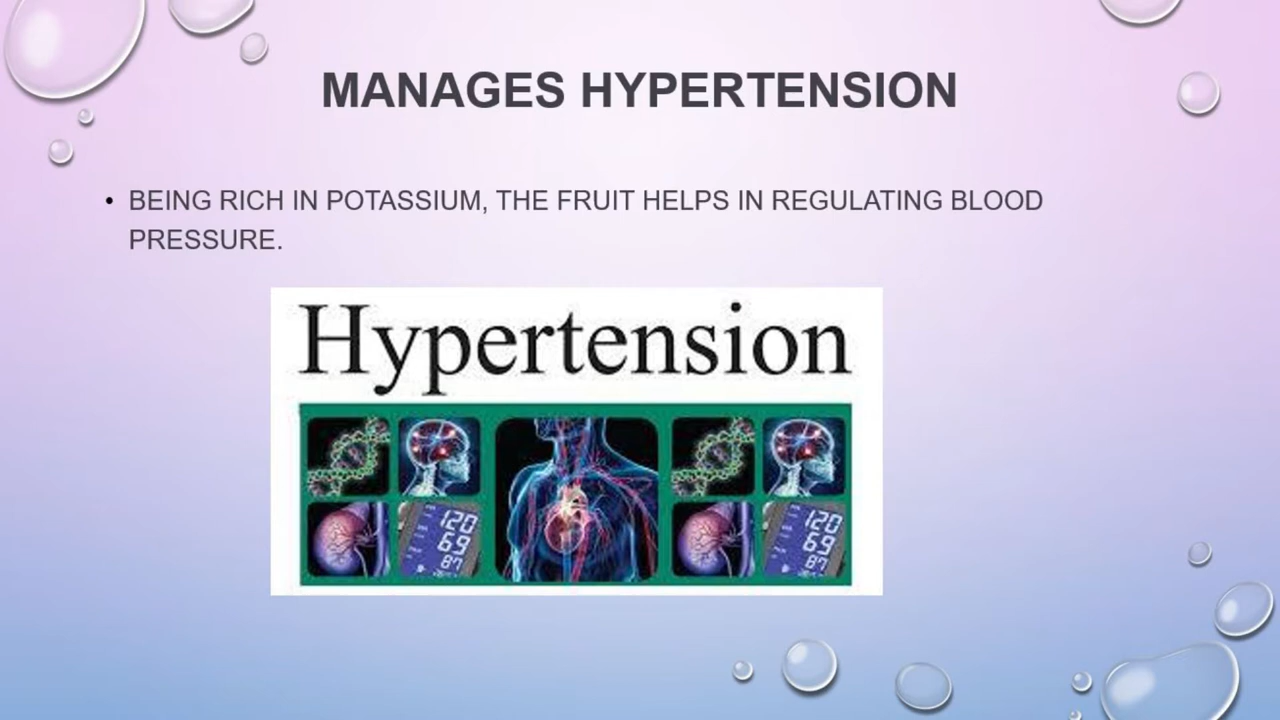 MANAGES HYPERTENSION
• BEING RICH IN POTASSIUM, THE FRUIT HELPS IN REGULATING BLOOD
PRESSURE.
Hypertension
120
69
87
120
69
87